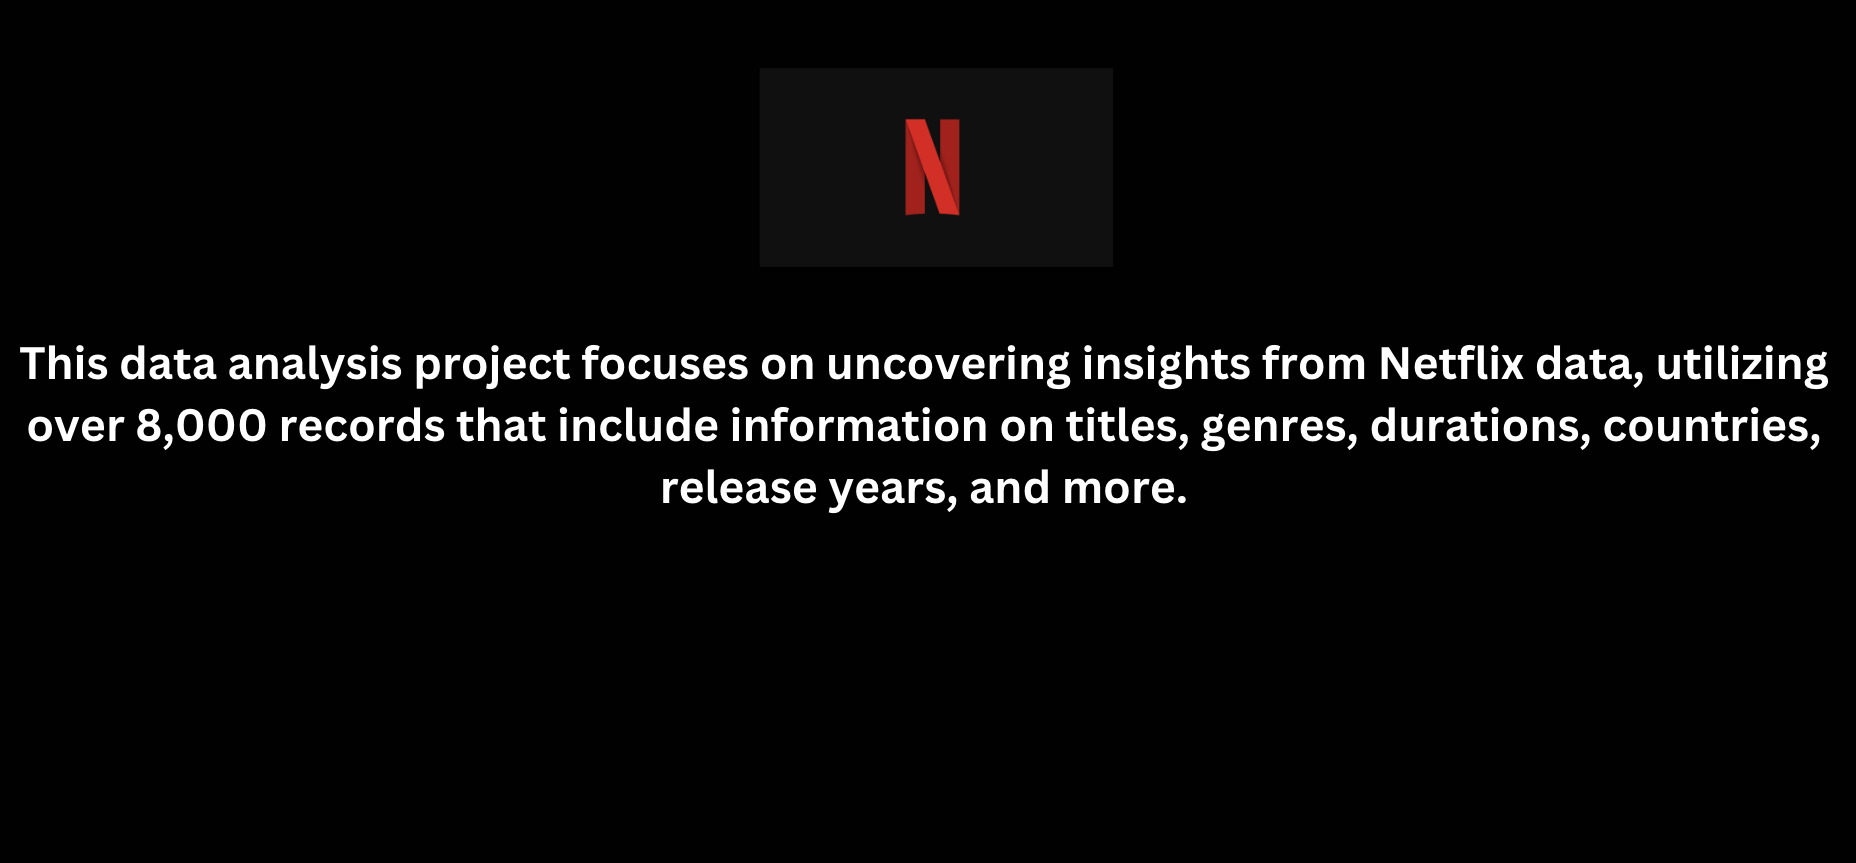 N
This data analysis project focuses on uncovering insights from Netflix data, utilizing
over 8,000 records that include information on titles, genres, durations, countries,
release years, and more.